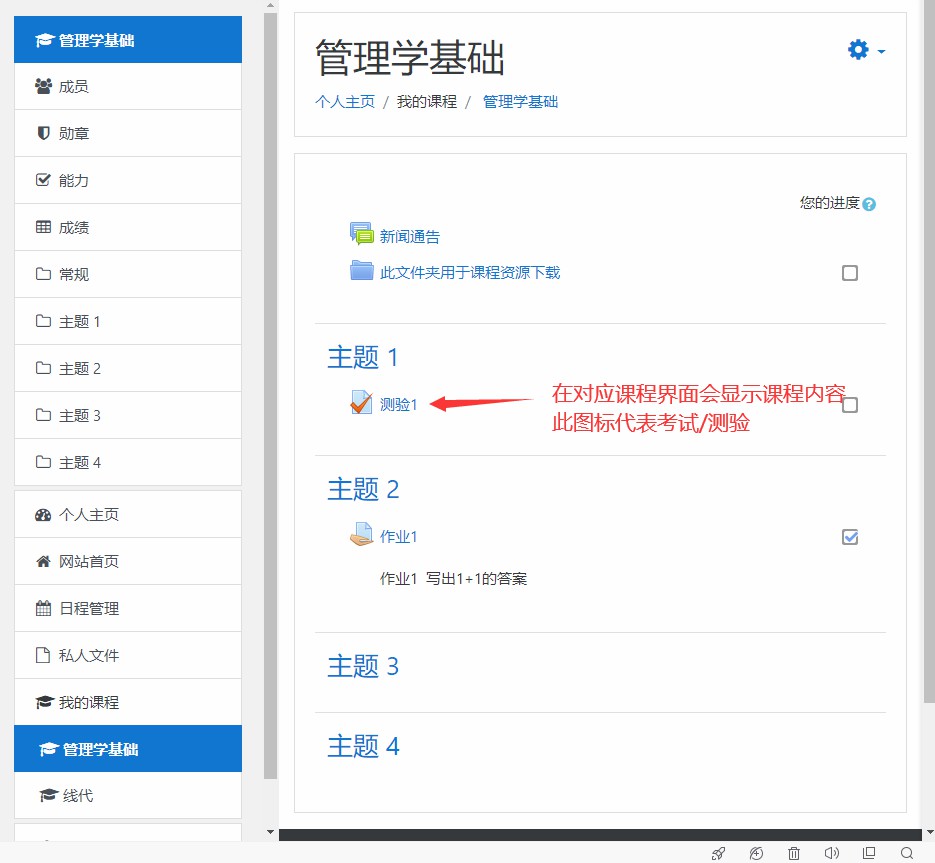 管理学基础
成员
勋章
能力
成绩
常规
主题 1
主题 2
主题 3
主题 4
个人主页
网站首页
日程管理
私人文件
我的课程
管理学基础
线代
管理学基础
个人主页 / 我的课程 / 管理学基础
您的进度
新闻通告
此文件夹用于课程资源下载
主题 1
测验1
在对应课程界面会显示课程内容
此图标代表考试/测验
主题 2
作业1
作业1 写出1+1的答案
主题 3
主题 4